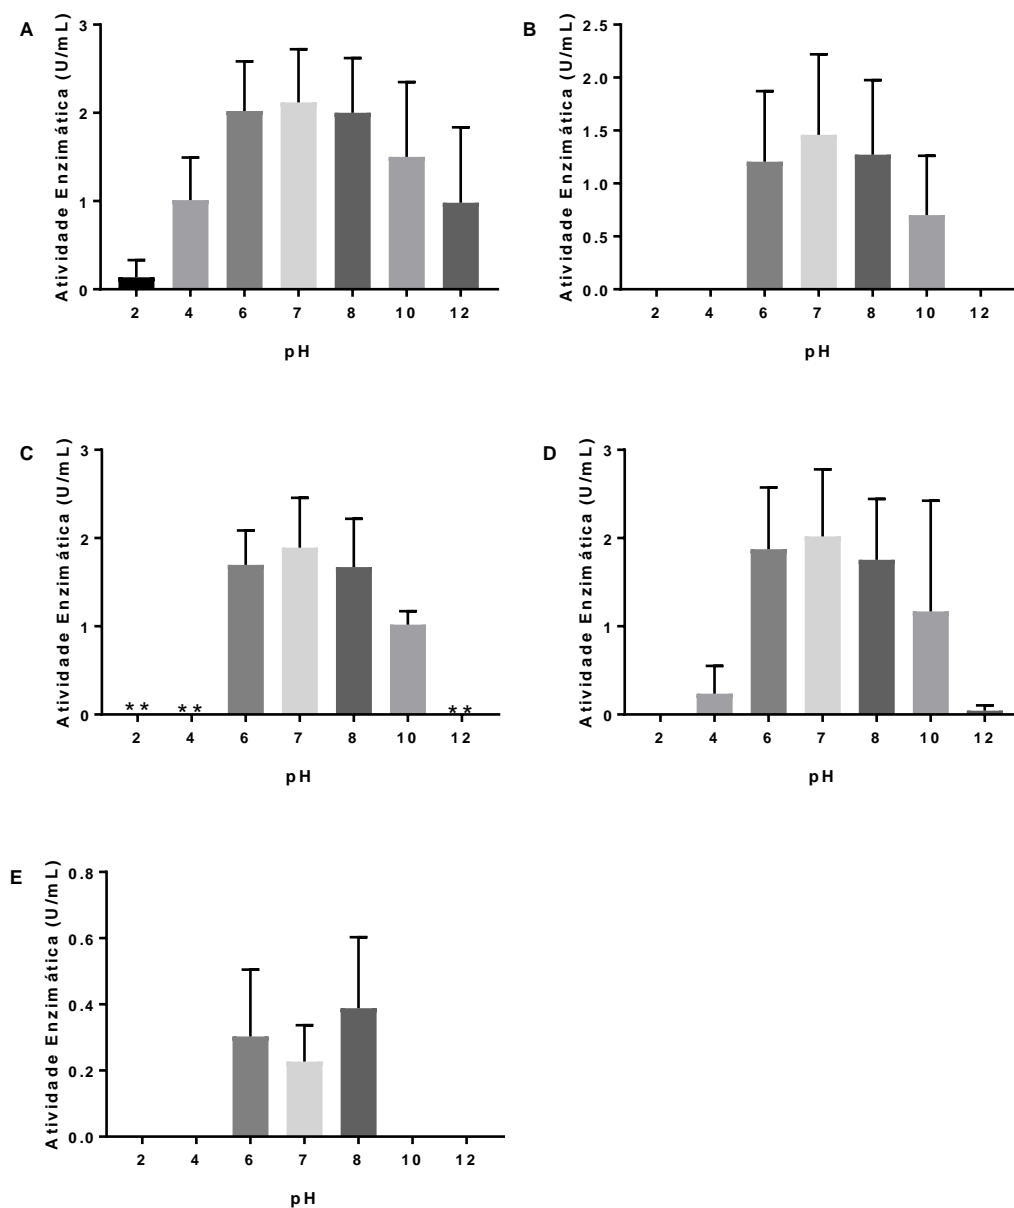 A
Atividade Enzimática (U/mL)
3
2
1
0
2 4 6 7 8 10 12
pH
B
Atividade Enzimática (U/mL)
2.5
2.0
1.5
1.0
0.5
0.0
2 4 6 7 8 10 12
pH
C
Atividade Enzimática (U/mL)
3
2
1
0
** ** **
2 4 6 7 8 10 12
pH
D
Atividade Enzimática (U/mL)
3
2
1
0
2 4 6 7 8 10 12
pH
E
Atividade Enzimática (U/mL)
0.8
0.6
0.4
0.2
0.0
2 4 6 7 8 10 12
pH